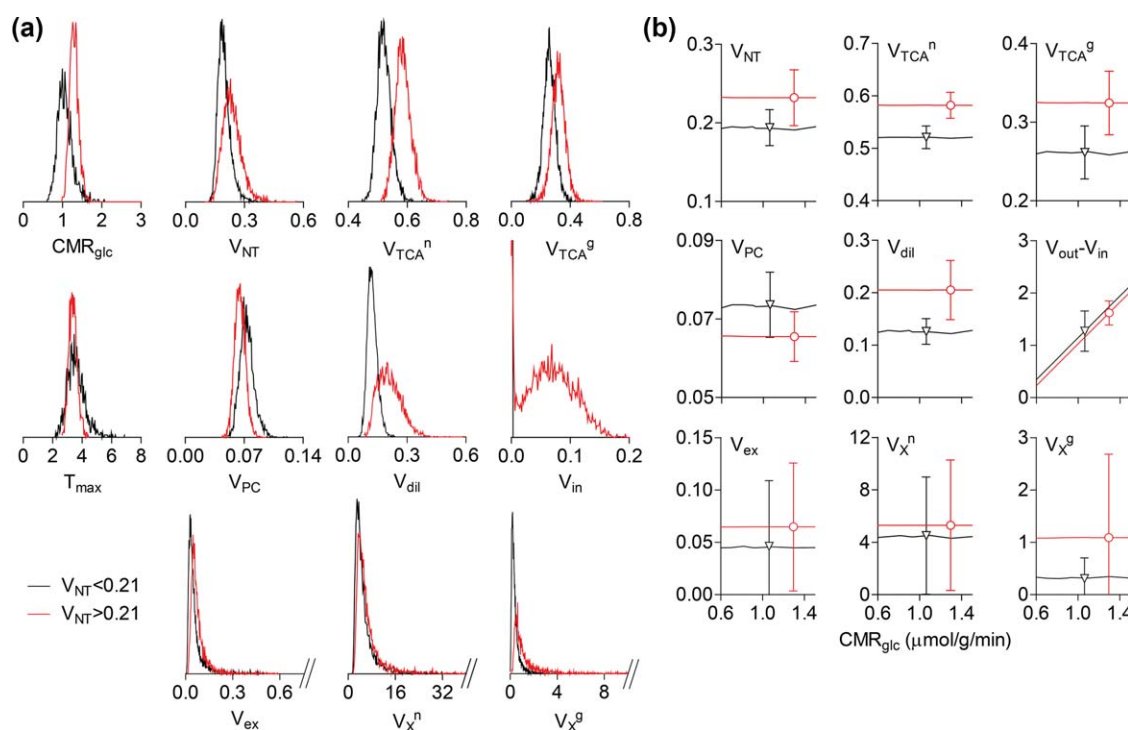 (a)
0 1 2 3
CMRglc
0.0 0.3 0.6
VNT
0.4 0.6 0.8
VTCAⁿ
0.0 0.4 0.8
VTCAᵍ
0 2 4 6 8
Tmax
0.00 0.07 0.14
VPC
0.0 0.3 0.6
Vdil
0.0 0.1 0.2
Vin
VNT<0.21
VNT>0.21
0.0 0.3 0.6
Vex
0 16 32
VXⁿ
0 4 8
VXᵍ
(b)
VNT
0.3
0.2
0.1
VTCAⁿ
0.7
0.6
0.5
0.4
VTCAᵍ
0.4
0.3
0.2
VPC
0.09
0.07
0.05
Vdil
0.3
0.2
0.1
0.0
Vout-Vin
3
2
1
0
Vex
0.15
0.10
0.05
0.00
VXⁿ
12
8
4
0
VXᵍ
3
2
1
0
0.6 1.0 1.4
0.6 1.0 1.4
0.6 1.0 1.4
CMRglc (μmol/g/min)